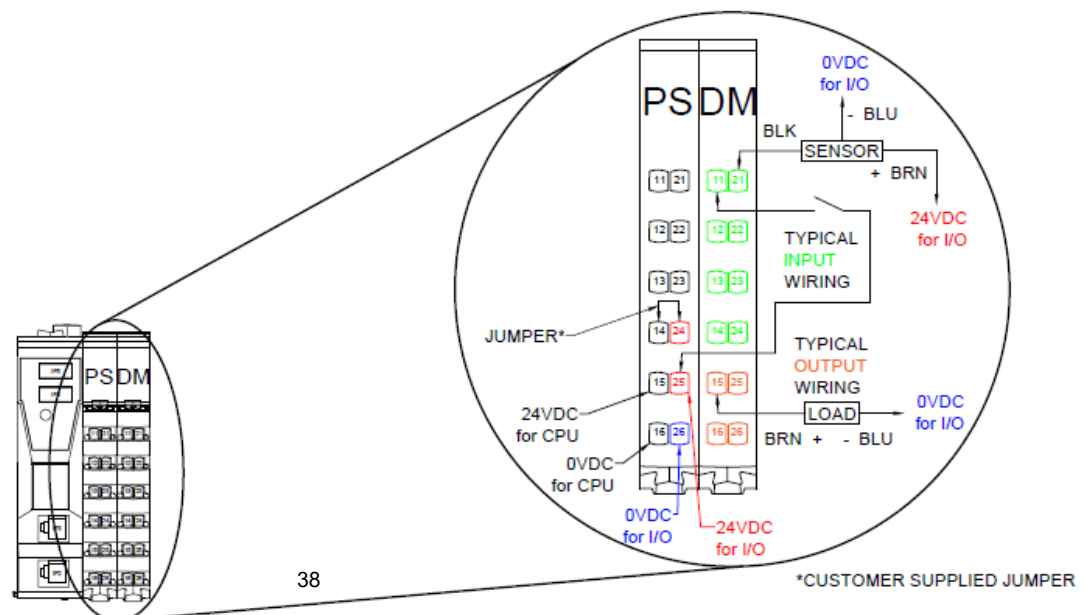 0VDC
for I/O
- BLU
BLK
SENSOR
+ BRN
24VDC
for I/O
PS DM
11 21 11 21
12 22 12 22
13 23 13 23
14 24 14 24
15 25 15 25
16 26 16 26
TYPICAL
INPUT
WIRING
JUMPER*
TYPICAL
OUTPUT
WIRING
LOAD
BRN + - BLU
0VDC
for I/O
24VDC
for CPU
0VDC
for CPU
0VDC
for I/O
24VDC
for I/O
PS DM
38
*CUSTOMER SUPPLIED JUMPER